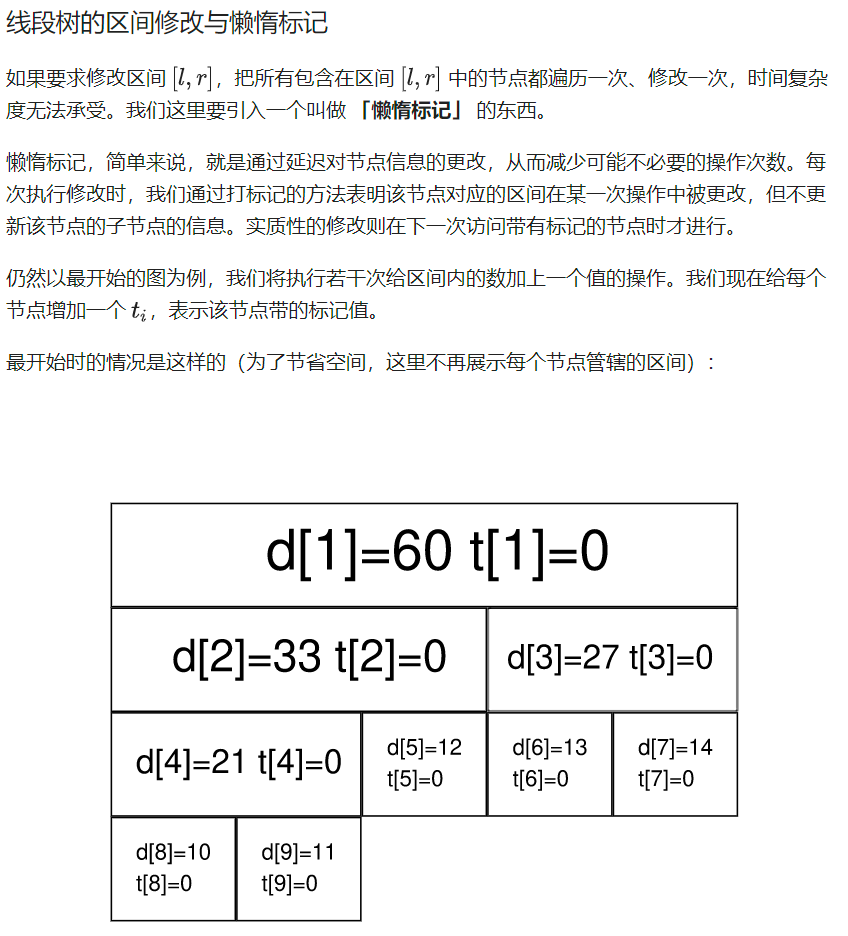 线段树的区间修改与懒惰标记
如果要求修改区间 [l, r]，把所有包含在区间 [l, r] 中的节点都遍历一次、修改一次，时间复杂
度无法承受。我们这里要引入一个叫做 「懒惰标记」 的东西。
懒惰标记，简单来说，就是通过延迟对节点信息的更改，从而减少可能不必要的操作次数。每
次执行修改时，我们通过打标记的方法表明该节点对应的区间在某一次操作中被更改，但不更
新该节点的子节点的信息。实质性的修改则在下一次访问带有标记的节点时才进行。
仍然以最开始的图为例，我们将执行若干次给区间内的数加上一个值的操作。我们现在给每个
节点增加一个 tᵢ，表示该节点带的标记值。
最开始时的情况是这样的（为了节省空间，这里不再展示每个节点管辖的区间）：
d[1]=60 t[1]=0
d[2]=33 t[2]=0
d[3]=27 t[3]=0
d[4]=21 t[4]=0
d[5]=12
t[5]=0
d[6]=13
t[6]=0
d[7]=14
t[7]=0
d[8]=10
t[8]=0
d[9]=11
t[9]=0